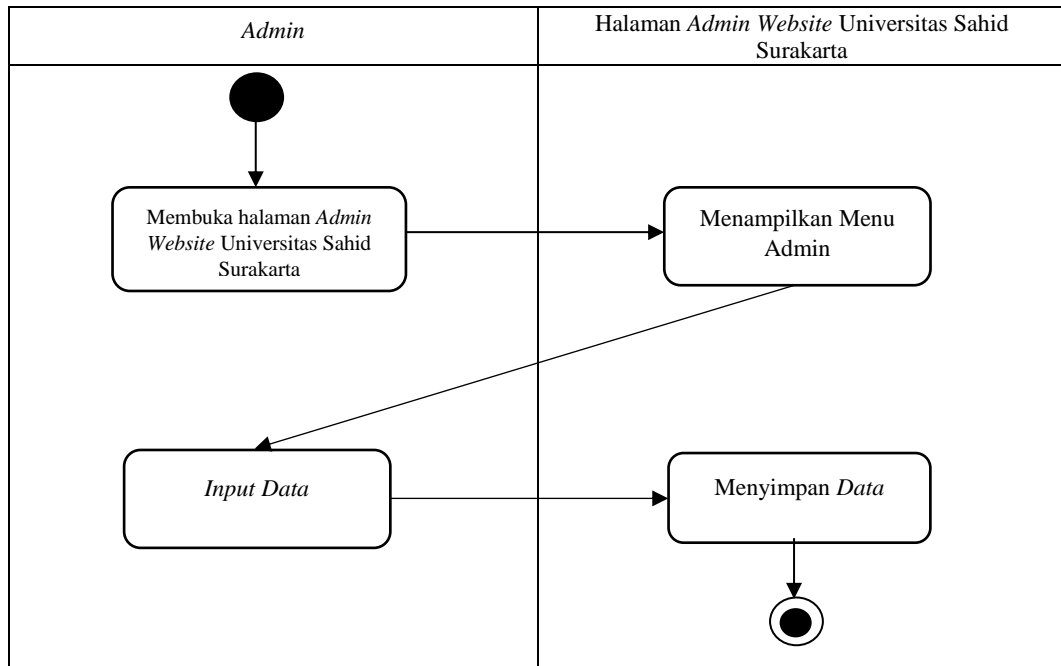 Admin
Halaman Admin Website Universitas Sahid
Surakarta
Membuka halaman Admin
Website Universitas Sahid
Surakarta
Menampilkan Menu
Admin
Input Data
Menyimpan Data